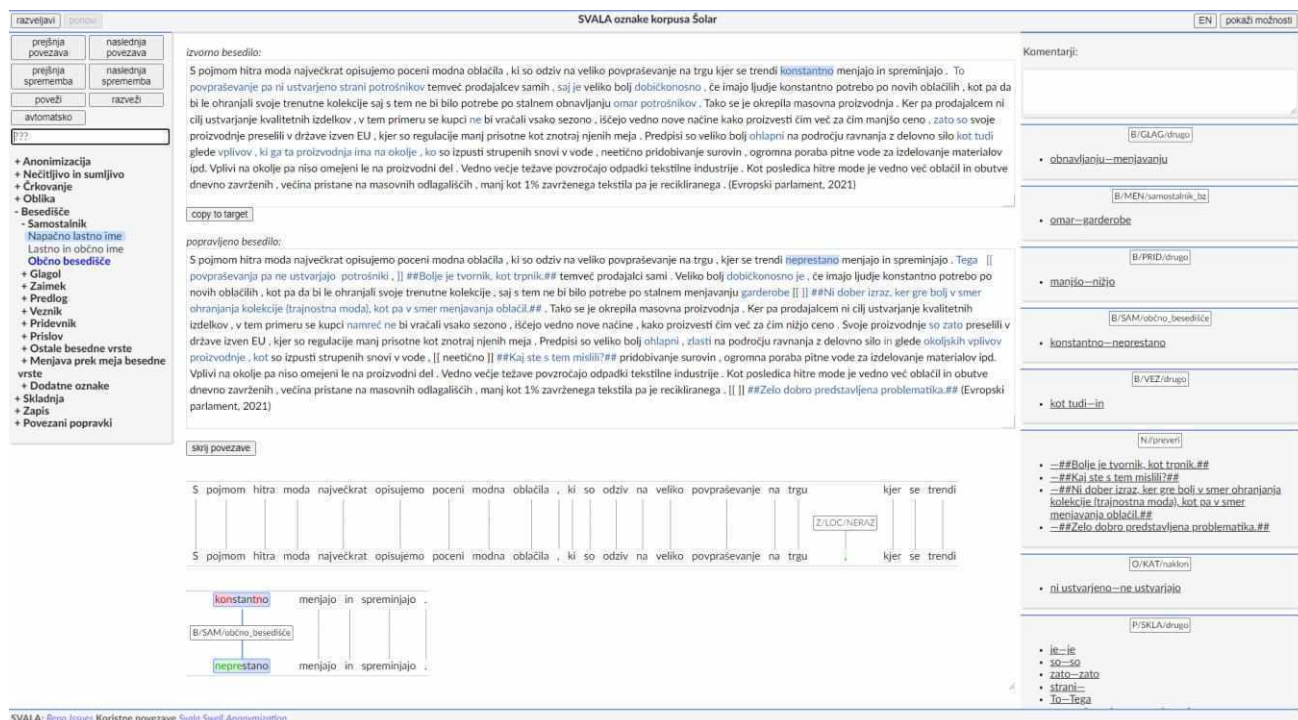 razveljavi ponovi SVALA oznake korpusa Šolar EN pokaži možnosti
prejšnja povezava
naslednja povezava
prejšnja sprememba
naslednja sprememba
poveži
razveži
avtomatsko
???
+ Anonimizacija
+ Nečitljivo in sumljivo
+ Črkovanje
+ Oblika
- Besedišče
- Samostalnik
Napačno lastno ime
Lastno in občno ime
Občno besedišče
+ Glagol
+ Zaimek
+ Predlog
+ Veznik
+ Pridevnik
+ Prislov
+ Ostale besedne vrste
+ Menjava prek meja besedne
vrste
+ Dodatne oznake
+ Skladnja
+ Zapis
+ Povezani popravki
izvorno besedilo:
S pojmom hitra moda največkrat opisujemo poceni modna oblačila , ki so odziv na veliko povpraševanje na trgu kjer se trendi konstantno menjajo in spreminjajo . To
povpraševanje pa ni ustvarjeno strani potrošnikov temveč prodajalcev samih , saj je veliko bolj dobičkonosno , če imajo ljudje konstantno potrebo po novih oblačilih , kot pa da
bi le ohranjali svoje trenutne kolekcije saj s tem ne bi bilo potrebe po stalnem obnavljanju omar potrošnikov . Tako se je okrepila masovna proizvodnja . Ker pa prodajalcem ni
cilj ustvarjanje kvalitetnih izdelkov , v tem primeru se kupci ne bi vračali vsako sezono , iščejo vedno nove načine kako proizvesti čim več za čim manjšo ceno , zato so svoje
proizvodnje preselili v države izven EU , kjer so regulacije manj prisotne kot znotraj njenih meja . Predpisi so veliko bolj ohlapni na področju ravnanja z delovno silo kot tudi
glede vplivov , ki ga ta proizvodnja ima na okolje , ko so izpusti strupenih snovi v vode , neetično pridobivanje surovin , ogromna poraba pitne vode za izdelovanje materialov
ipd. Vplivi na okolje pa niso omejeni le na proizvodni del . Vedno večje težave povzročajo odpadki tekstilne industrije . Kot posledica hitre mode je vedno več oblačil in obutve
dnevno zavrženih , večina pristane na masovnih odlagališčih , manj kot 1% zavrženega tekstila pa je recikliranega . (Evropski parlament, 2021)
copy to target
popravljeno besedilo:
S pojmom hitra moda največkrat opisujemo poceni modna oblačila , ki so odziv na veliko povpraševanje na trgu , kjer se trendi neprestano menjajo in spreminjajo . Tega [[
povpraševanja pa ne ustvarjajo potrošniki , ]] ##Bolje je tvornik, kot trpnik.## temveč prodajalci sami . Veliko bolj dobičkonosno je , če imajo ljudje konstantno potrebo po
novih oblačilih , kot pa da bi le ohranjali svoje trenutne kolekcije , saj s tem ne bi bilo potrebe po stalnem menjavanju garderobe [[ ]] ##Ni dober izraz, ker gre bolj v smer
ohranjanja kolekcije (trajnostna moda), kot pa v smer menjavanja oblačil.## . Tako se je okrepila masovna proizvodnja . Ker pa prodajalcem ni cilj ustvarjanje kvalitetnih
izdelkov , v tem primeru se kupci namreč ne bi vračali vsako sezono , iščejo vedno nove načine , kako proizvesti čim več za čim nižjo ceno . Svoje proizvodnje so zato preselili v
države izven EU , kjer so regulacije manj prisotne kot znotraj njenih meja . Predpisi so veliko bolj ohlapni , zlasti na področju ravnanja z delovno silo in glede okoljskih vplivov
proizvodnje , kot so izpusti strupenih snovi v vode , [[ neetično ]] ##Kaj ste s tem mislili?## pridobivanje surovin , ogromna poraba pitne vode za izdelovanje materialov ipd.
Vplivi na okolje pa niso omejeni le na proizvodni del . Vedno večje težave povzročajo odpadki tekstilne industrije . Kot posledica hitre mode je vedno več oblačil in obutve
dnevno zavrženih , večina pristane na masovnih odlagališčih , manj kot 1% zavrženega tekstila pa je recikliranega . [[ ]] ##Zelo dobro predstavljena problematika.## (Evropski
parlament, 2021)
skrij povezave
S pojmom hitra moda največkrat opisujemo poceni modna oblačila , ki so odziv na veliko povpraševanje na trgu kjer se trendi
Z/LOC/NERAZ
S pojmom hitra moda največkrat opisujemo poceni modna oblačila , ki so odziv na veliko povpraševanje na trgu , kjer se trendi
konstantno menjajo in spreminjajo .
B/SAM/občno_besedišče
neprestano menjajo in spreminjajo .
Komentarji:
B/GLAG/drugo
• obnavljanju—menjavanju
B/MEN/samostalnik_bz
• omar—garderobe
B/PRID/drugo
• manjšo—nižjo
B/SAM/občno_besedišče
• konstantno—neprestano
B/VEZ/drugo
• kot tudi—in
N//preveri
• —##Bolje je tvornik, kot trpnik.##
• —##Kaj ste s tem mislili?##
• —##Ni dober izraz, ker gre bolj v smer ohranjanja
kolekcije (trajnostna moda), kot pa v smer
menjavanja oblačil.##
• —##Zelo dobro predstavljena problematika.##
O/KAT/naklon
• ni ustvarjeno—ne ustvarjajo
P/SKLA/drugo
• je—je
• so—so
• zato—zato
• strani—
• To—Tega
SVALA: Repo Issues Koristne povezave Svala Swell Anonymization